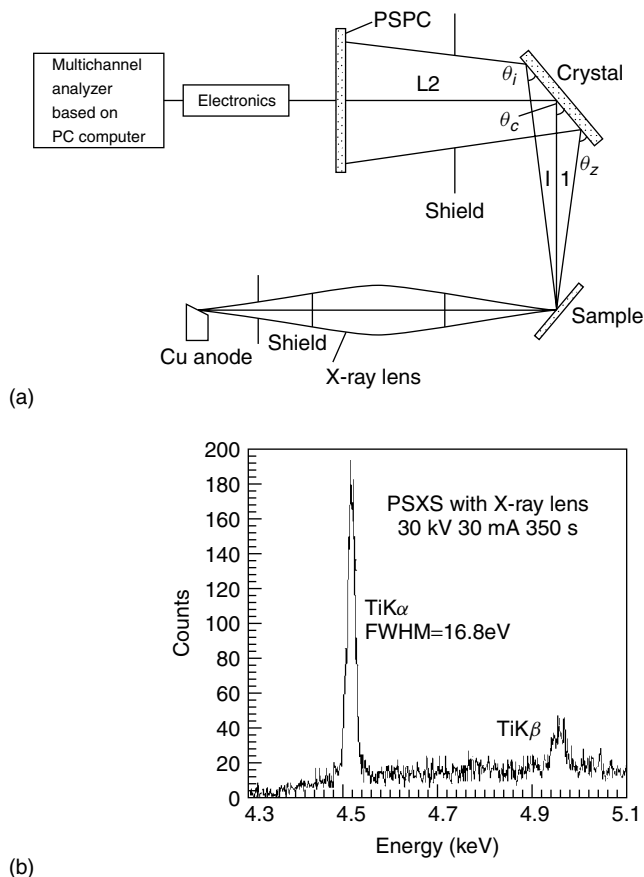 PSPC
Multichannel
analyzer
based on
PC computer
Electronics
L2
θi
Crystal
θc
θz
l 1
Shield
Sample
Shield
Cu anode
X-ray lens
(a)
200
180
160
140
120
100
80
60
40
20
0
Counts
PSXS with X-ray lens
30 kV 30 mA 350 s
TiKα
FWHM=16.8eV
TiKβ
4.3
4.5
4.7
4.9
5.1
Energy (keV)
(b)